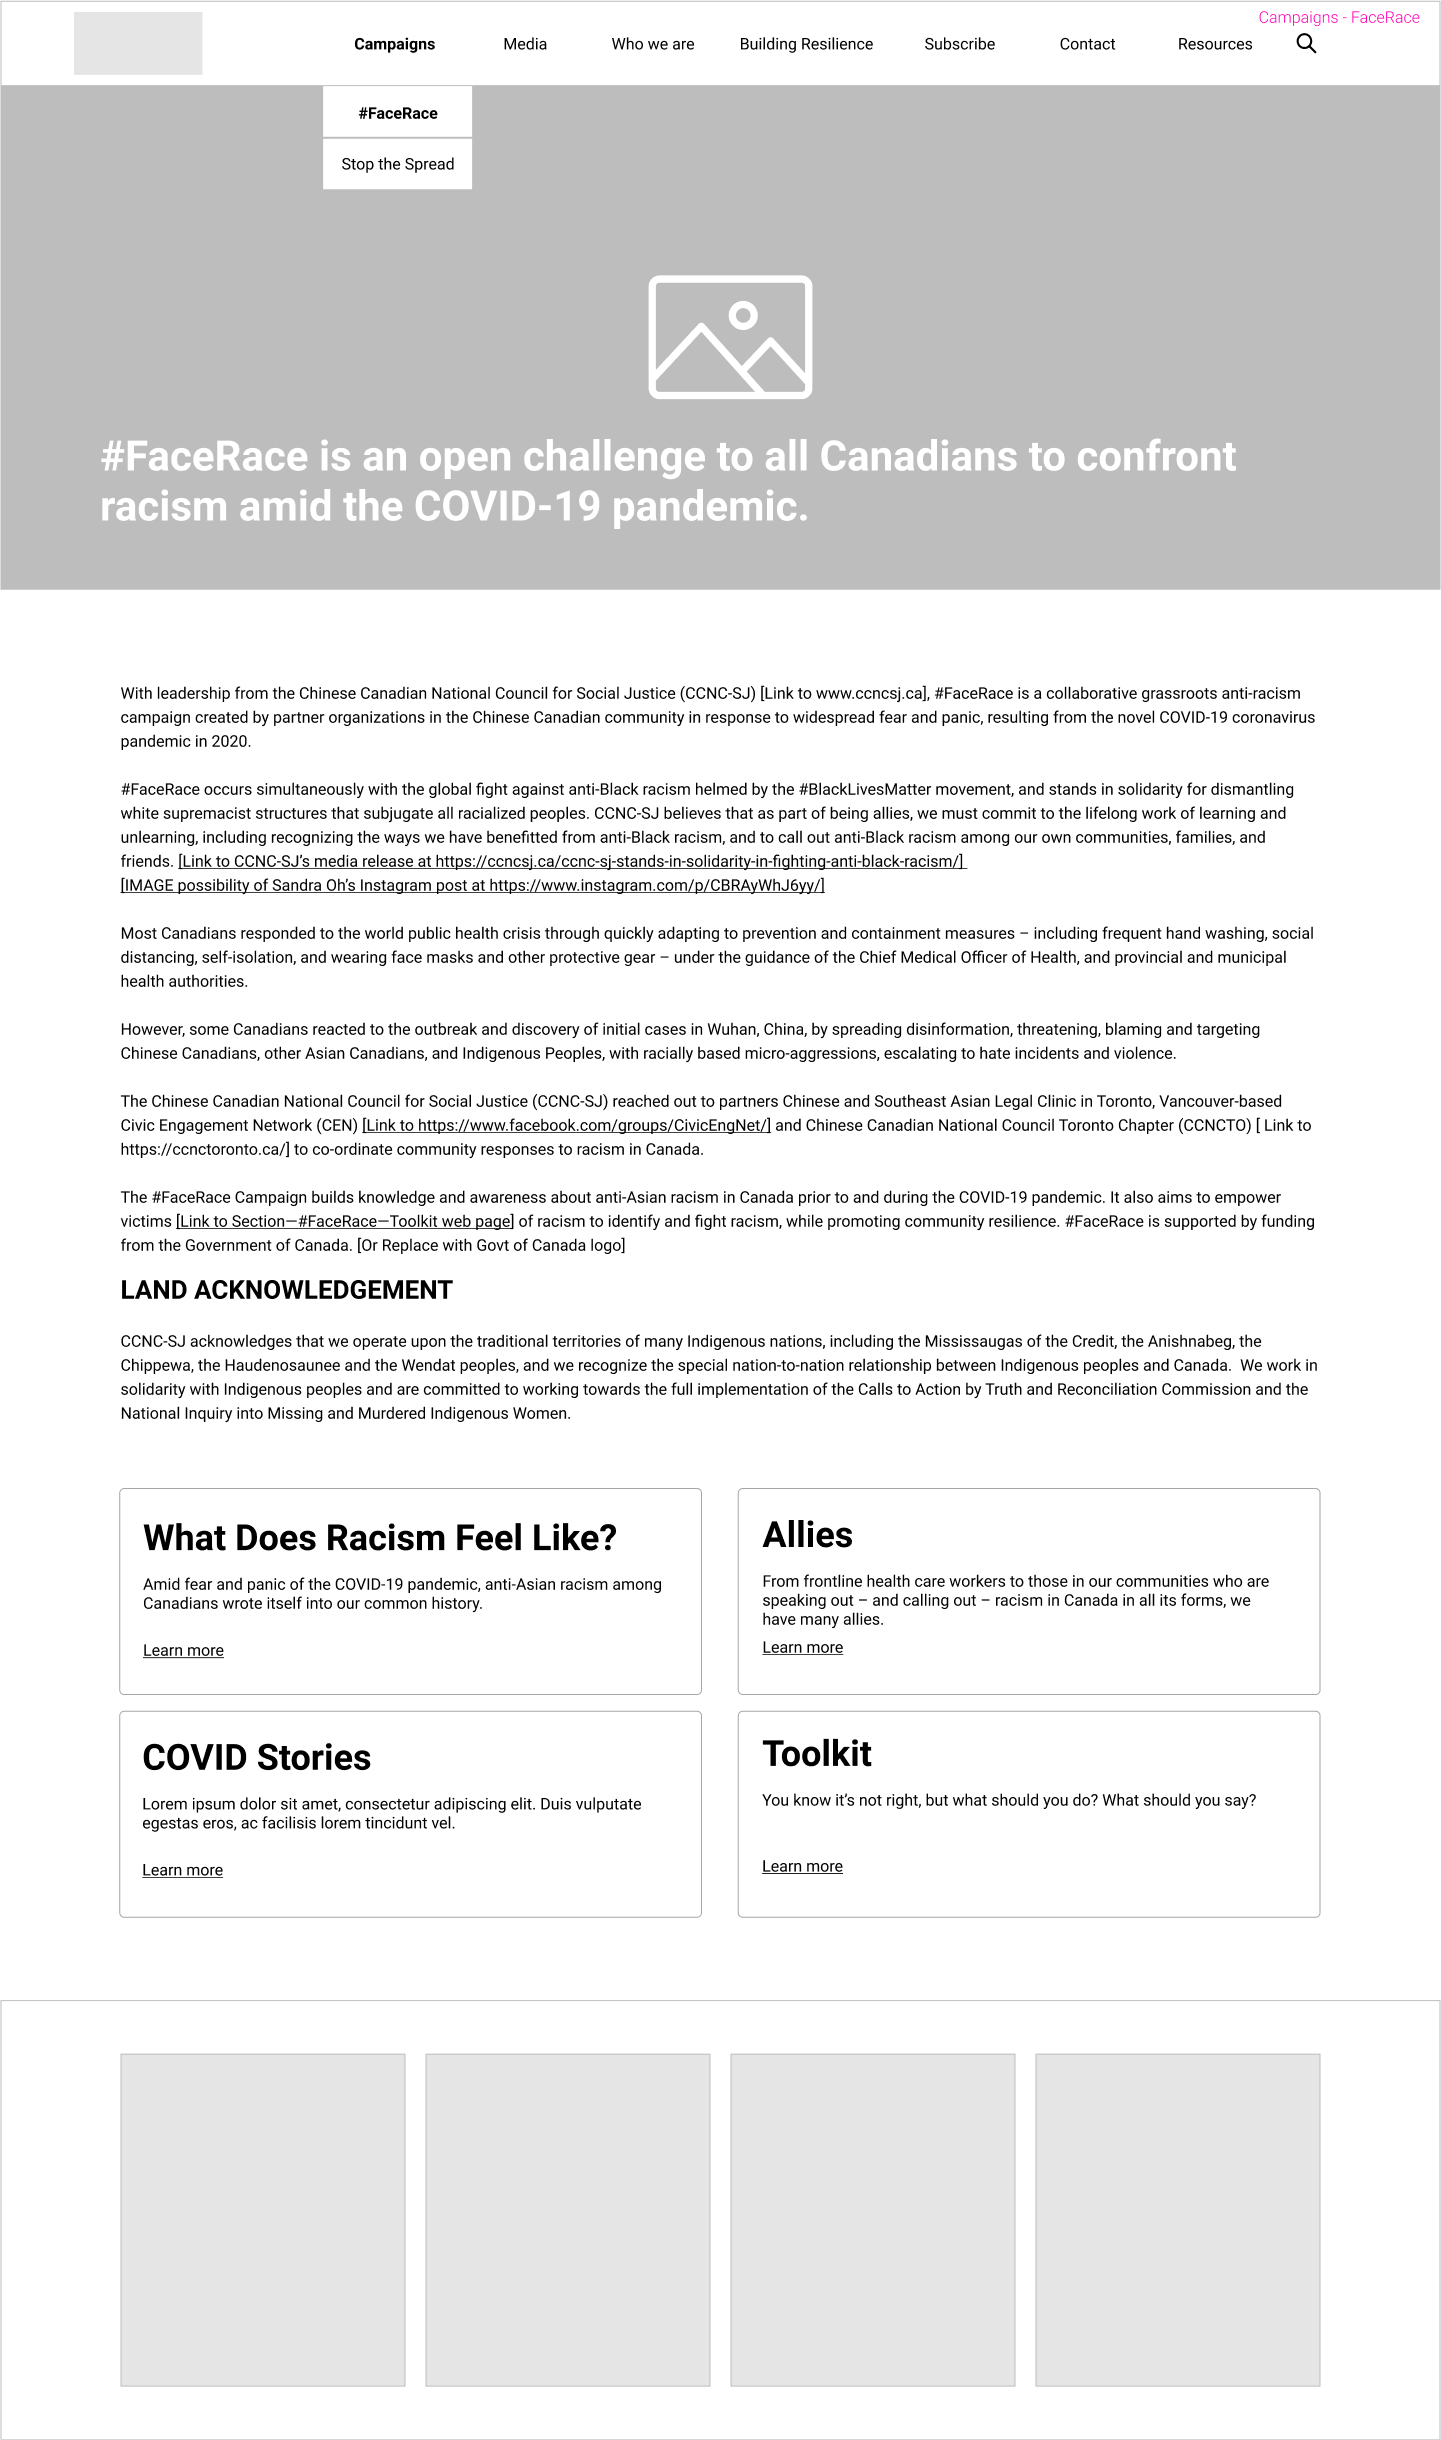 Campaigns - FaceRace
Campaigns
Media
Who we are
Building Resilience
Subscribe
Contact
Resources
#FaceRace
Stop the Spread
#FaceRace is an open challenge to all Canadians to confront
racism amid the COVID-19 pandemic.
With leadership from the Chinese Canadian National Council for Social Justice (CCNC-SJ) [Link to www.ccncsj.ca], #FaceRace is a collaborative grassroots anti-racism
campaign created by partner organizations in the Chinese Canadian community in response to widespread fear and panic, resulting from the novel COVID-19 coronavirus
pandemic in 2020.
#FaceRace occurs simultaneously with the global fight against anti-Black racism helmed by the #BlackLivesMatter movement, and stands in solidarity for dismantling
white supremacist structures that subjugate all racialized peoples. CCNC-SJ believes that as part of being allies, we must commit to the lifelong work of learning and
unlearning, including recognizing the ways we have benefitted from anti-Black racism, and to call out anti-Black racism among our own communities, families, and
friends. [Link to CCNC-SJ’s media release at https://ccncsj.ca/ccnc-sj-stands-in-solidarity-in-fighting-anti-black-racism/]
[IMAGE possibility of Sandra Oh’s Instagram post at https://www.instagram.com/p/CBRAyWhJ6yy/]
Most Canadians responded to the world public health crisis through quickly adapting to prevention and containment measures – including frequent hand washing, social
distancing, self-isolation, and wearing face masks and other protective gear – under the guidance of the Chief Medical Officer of Health, and provincial and municipal
health authorities.
However, some Canadians reacted to the outbreak and discovery of initial cases in Wuhan, China, by spreading disinformation, threatening, blaming and targeting
Chinese Canadians, other Asian Canadians, and Indigenous Peoples, with racially based micro-aggressions, escalating to hate incidents and violence.
The Chinese Canadian National Council for Social Justice (CCNC-SJ) reached out to partners Chinese and Southeast Asian Legal Clinic in Toronto, Vancouver-based
Civic Engagement Network (CEN) [Link to https://www.facebook.com/groups/CivicEngNet/] and Chinese Canadian National Council Toronto Chapter (CCNCTO) [ Link to
https://ccnctoronto.ca/] to co-ordinate community responses to racism in Canada.
The #FaceRace Campaign builds knowledge and awareness about anti-Asian racism in Canada prior to and during the COVID-19 pandemic. It also aims to empower
victims [Link to Section—#FaceRace—Toolkit web page] of racism to identify and fight racism, while promoting community resilience. #FaceRace is supported by funding
from the Government of Canada. [Or Replace with Govt of Canada logo]
LAND ACKNOWLEDGEMENT
CCNC-SJ acknowledges that we operate upon the traditional territories of many Indigenous nations, including the Mississaugas of the Credit, the Anishnabeg, the
Chippewa, the Haudenosaunee and the Wendat peoples, and we recognize the special nation-to-nation relationship between Indigenous peoples and Canada.  We work in
solidarity with Indigenous peoples and are committed to working towards the full implementation of the Calls to Action by Truth and Reconciliation Commission and the
National Inquiry into Missing and Murdered Indigenous Women.
What Does Racism Feel Like?
Amid fear and panic of the COVID-19 pandemic, anti-Asian racism among
Canadians wrote itself into our common history.
Learn more
Allies
From frontline health care workers to those in our communities who are
speaking out – and calling out – racism in Canada in all its forms, we
have many allies.
Learn more
COVID Stories
Lorem ipsum dolor sit amet, consectetur adipiscing elit. Duis vulputate
egestas eros, ac facilisis lorem tincidunt vel.
Learn more
Toolkit
You know it’s not right, but what should you do? What should you say?
Learn more